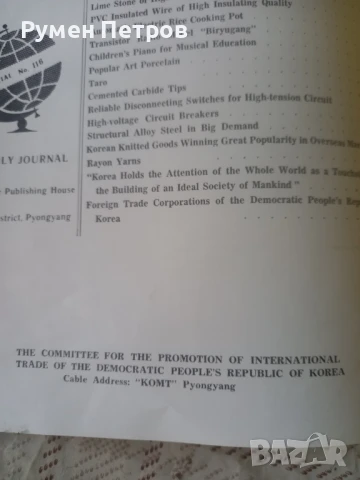 Румен Петров
Lime Stone of
PVC Insulated Wire of High Insulating Quality
Electric Rice Cooking Pot
Transistor "Biryugang"
Children's Piano for Musical Education
Popular Art Porcelain
Taro
Cemented Carbide Tips
Reliable Disconnecting Switches for High-tension Circuit
High-voltage Circuit Breakers
Structural Alloy Steel in Big Demand
Korean Knitted Goods Winning Great Popularity in Overseas
Rayon Yarns
"Korea Holds the Attention of the Whole World as a
the Building of an Ideal Society of Mankind"
Foreign Trade Corporations of the Democratic People's
Korea
No. 116
LY JOURNAL
Publishing House
istrict, Pyongyang
THE COMMITTEE FOR THE PROMOTION OF INTERNATIONAL
TRADE OF THE DEMOCRATIC PEOPLE'S REPUBLIC OF KOREA
Cable Address: "KOMT" Pyongyang
BAZAR
bg